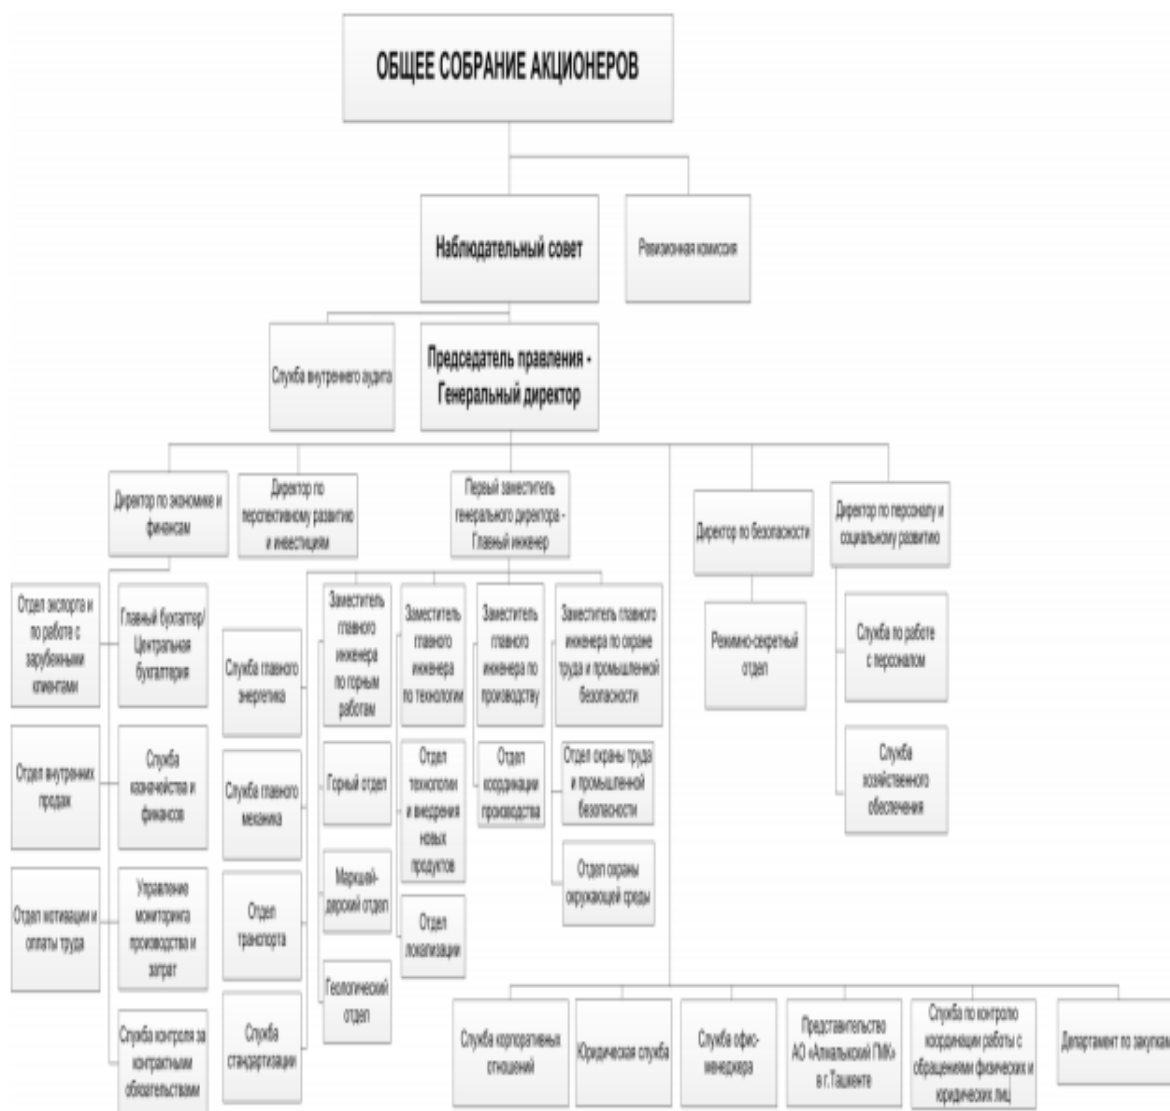 ОБЩЕЕ СОБРАНИЕ АКЦИОНЕРОВ
Наблюдательный совет
Ревизионная комиссия
Служба внутреннего аудита
Председатель правления -
Генеральный директор
Директор по экономике и
финансам
Директор по
перспективному развитию
и инвестициям
Первый заместитель
генерального директора -
Главный инженер
Директор по безопасности
Директор по персоналу и
социальному развитию
Отдел экспорта и
по работе с
зарубежными
клиентами
Главный бухгалтер/
Центральная
бухгалтерия
Отдел внутренних
продаж
Служба
казначейства и
финансов
Отдел мотивации и
оплаты труда
Управление
мониторинга
производства и
затрат
Служба контроля за
контрактными
обязательствами
Служба главного
энергетика
Служба главного
механика
Отдел
транспорта
Служба
стандартизации
Заместитель
главного
инженера
по горным
работам
Горный отдел
Маркшей-
дерский отдел
Геологический
отдел
Заместитель
главного
инженера
по технологии
Отдел
технологии
и внедрения
новых
продуктов
Отдел
локализации
Заместитель
главного
инженера по
производству
Отдел
координации
производства
Заместитель главного
инженера по охране
труда и промышленной
безопасности
Отдел охраны труда
и промышленной
безопасности
Отдел охраны
окружающей среды
Режимно-секретный
отдел
Служба по работе
с персоналом
Служба
хозяйственного
обеспечения
Служба корпоративных
отношений
Юридическая служба
Служба офис-
менеджера
Представительство
АО «Алмалыкский ГМК»
в г.Ташкенте
Служба по контролю
координации работы с
обращениями физических и
юридических лиц
Департамент по закупкам